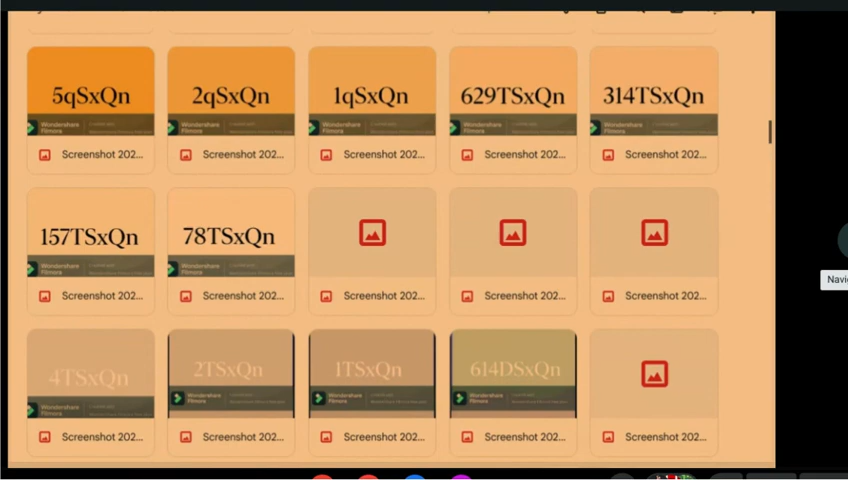 5qSxQn 2qSxQn 1qSxQn 629TSxQn 314TSxQn
Wondershare Wondershare Wondershare Wondershare Wondershare
Filmora Filmora Filmora Filmora Filmora
Screenshot 202... Screenshot 202... Screenshot 202... Screenshot 202... Screenshot 202...
157TSxQn 78TSxQn
Wondershare Wondershare
Filmora Filmora
Navi
Screenshot 202... Screenshot 202... Screenshot 202... Screenshot 202... Screenshot 202...
4TSxQn 2TSxQn 1TSxQn 614DSxQn
Wondershare Wondershare Wondershare Wondershare
Filmora Filmora Filmora Filmora
Screenshot 202... Screenshot 202... Screenshot 202... Screenshot 202... Screenshot 202...